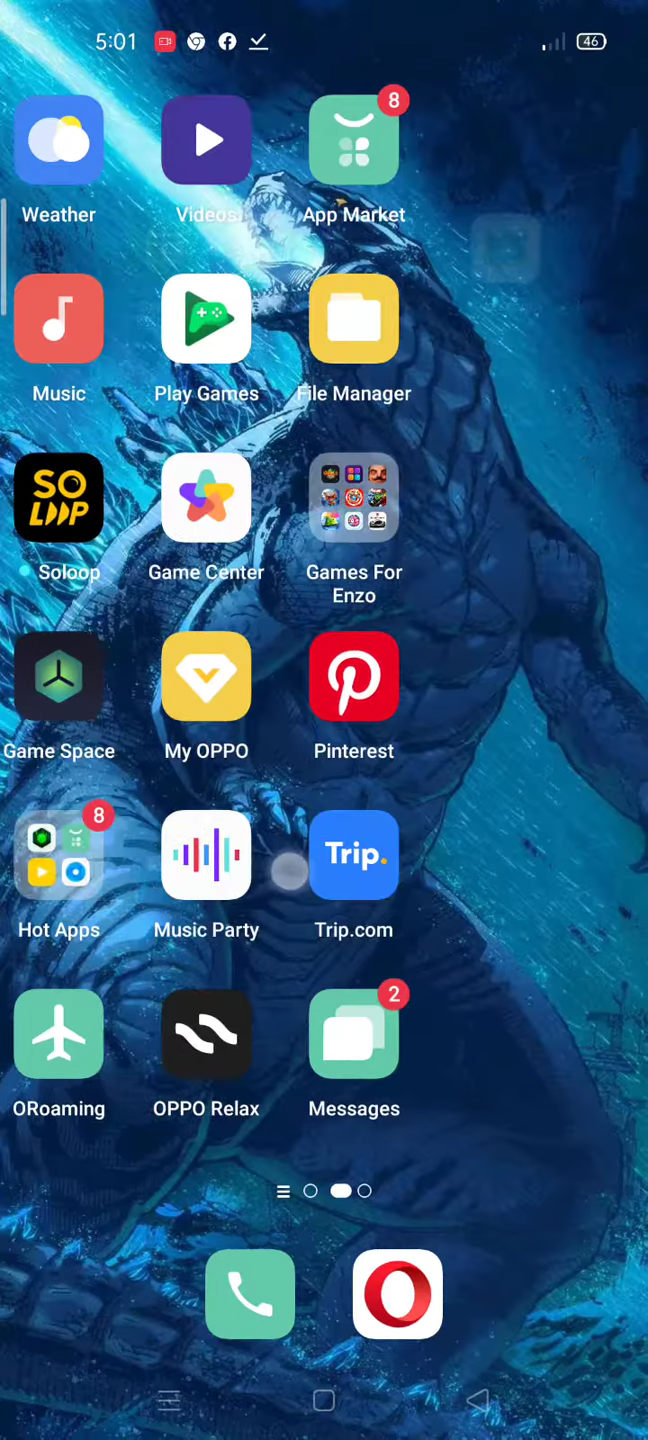 5:01
46
8
Weather
Videos
App Market
Music
Play Games
File Manager
SO
LOOP
Soloop
Game Center
Games For
Enzo
Game Space
My OPPO
Pinterest
8
Trip.
Hot Apps
Music Party
Trip.com
2
ORoaming
OPPO Relax
Messages